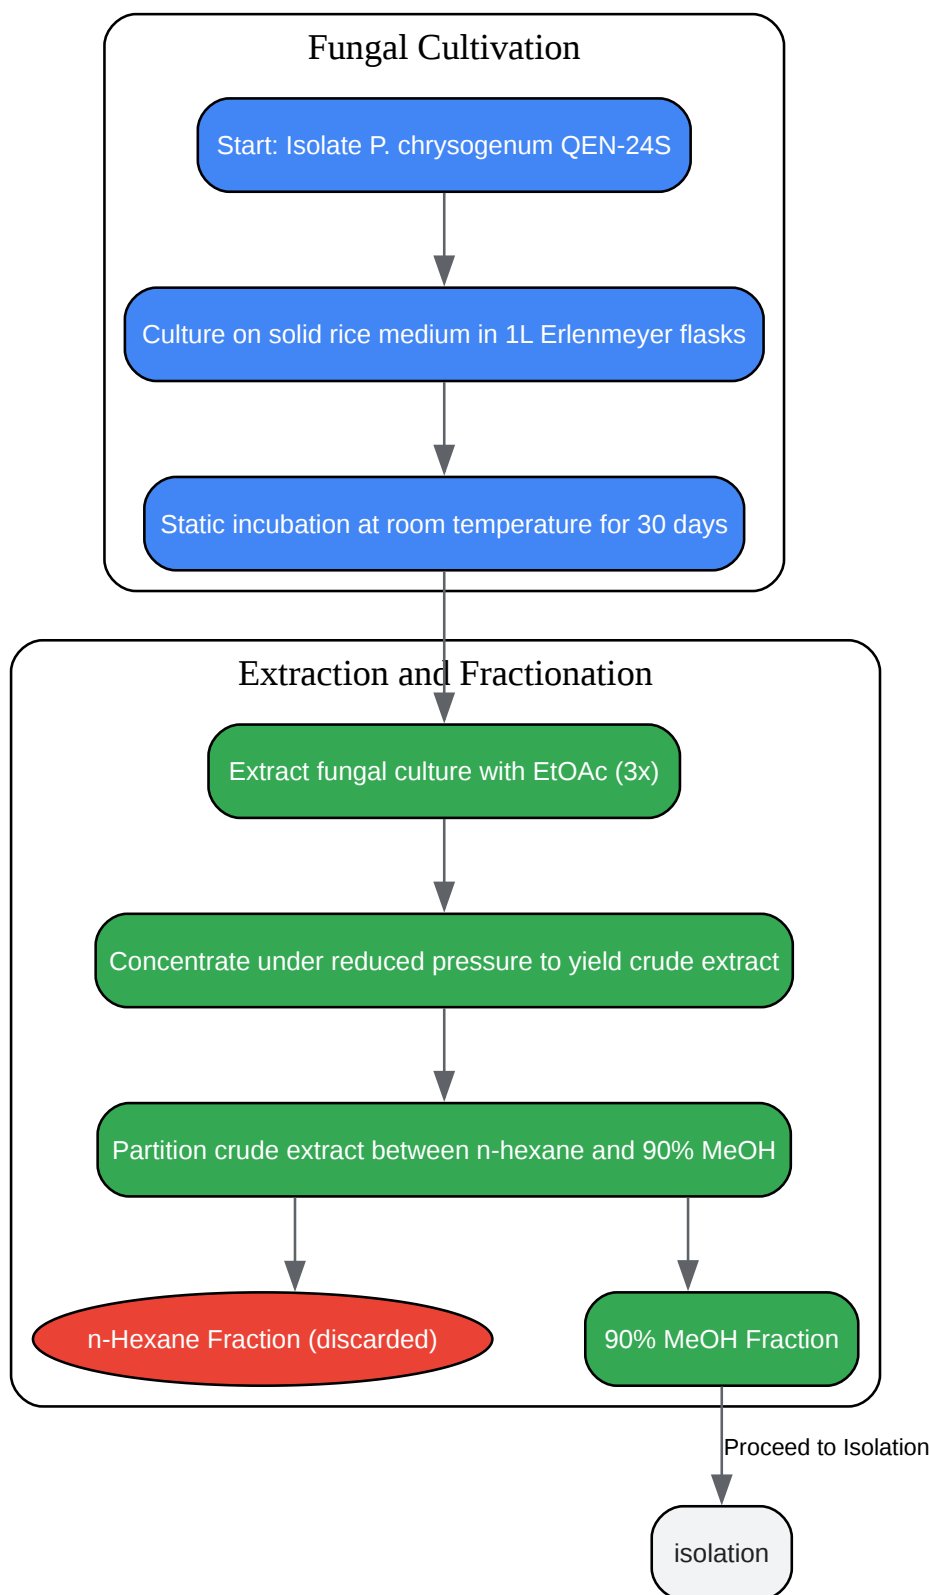 Fungal Cultivation
Start: Isolate P. chrysogenum QEN-24S
Culture on solid rice medium in 1L Erlenmeyer flasks
Static incubation at room temperature for 30 days
Extraction and Fractionation
Extract fungal culture with EtOAc (3x)
Concentrate under reduced pressure to yield crude extract
Partition crude extract between n-hexane and 90% MeOH
n-Hexane Fraction (discarded)
90% MeOH Fraction
Proceed to Isolation
isolation